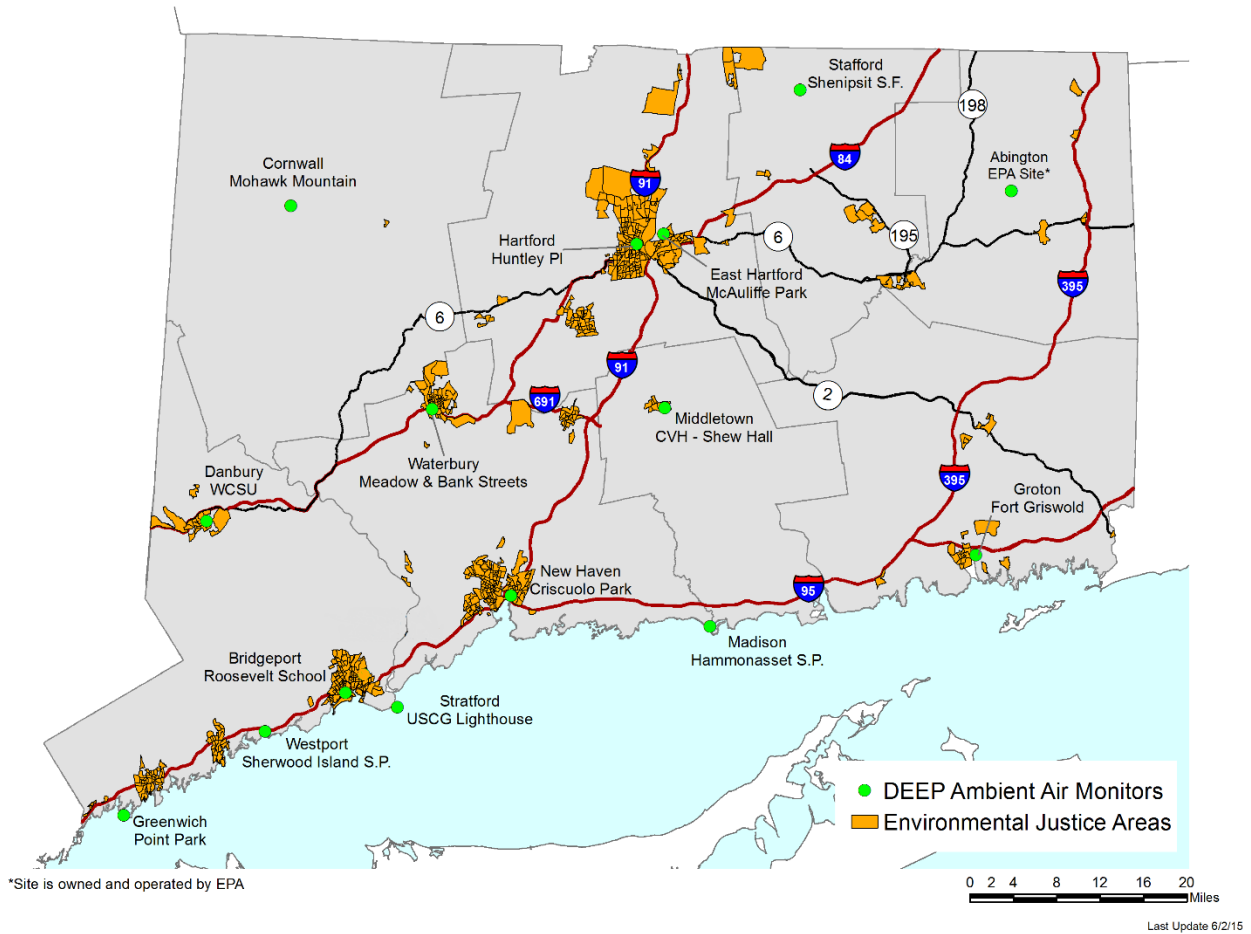 Stafford
Shenipsit S.F.
198
84
Abington
EPA Site*
Cornwall
Mohawk Mountain
91
Hartford
Huntley Pl
6
195
East Hartford
McAuliffe Park
395
6
91
691
2
Middletown
CVH - Shew Hall
Waterbury
Meadow & Bank Streets
Danbury
WCSU
395
Groton
Fort Griswold
New Haven
Criscuolo Park
95
Madison
Hammonasset S.P.
Bridgeport
Roosevelt School
Stratford
USCG Lighthouse
Westport
Sherwood Island S.P.
Greenwich
Point Park
DEEP Ambient Air Monitors
Environmental Justice Areas
*Site is owned and operated by EPA
0 2 4 8 12 16 20
Miles
Last Update 6/2/15